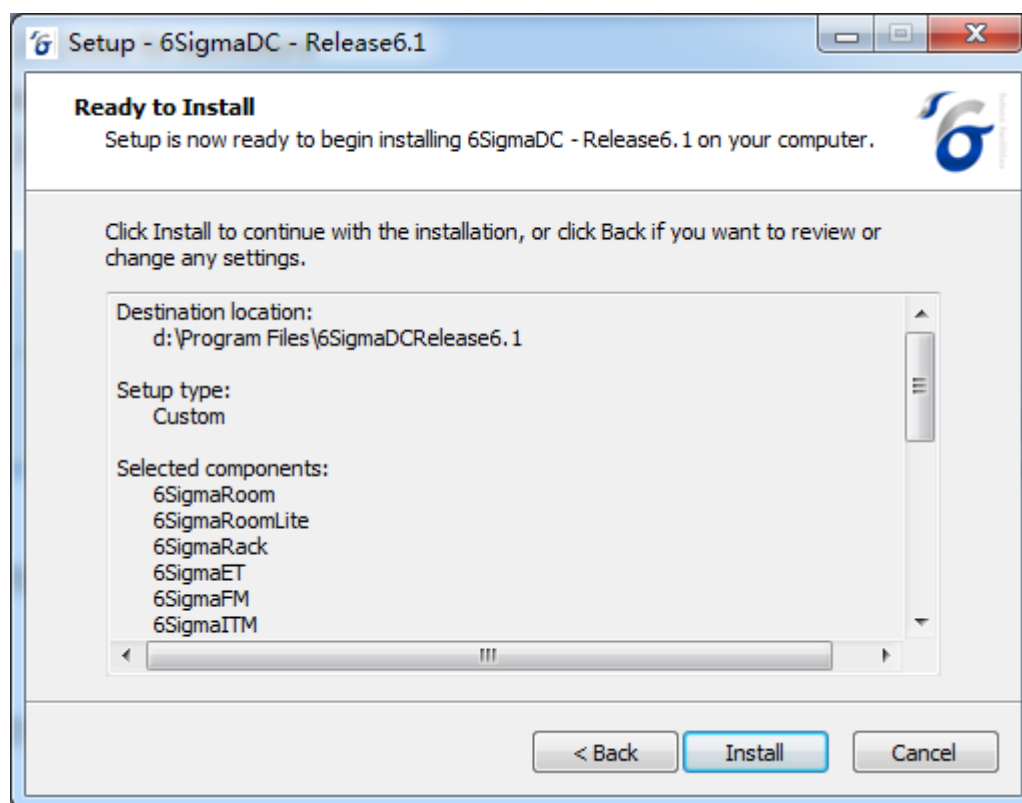 Setup - 6SigmaDC - Release6.1
Ready to Install
Setup is now ready to begin installing 6SigmaDC - Release6.1 on your computer.
Click Install to continue with the installation, or click Back if you want to review or
change any settings.
Destination location:
d:\Program Files\6SigmaDCRelease6.1
Setup type:
Custom
Selected components:
6SigmaRoom
6SigmaRoomLite
6SigmaRack
6SigmaET
6SigmaFM
6SigmaITM
< Back
Install
Cancel